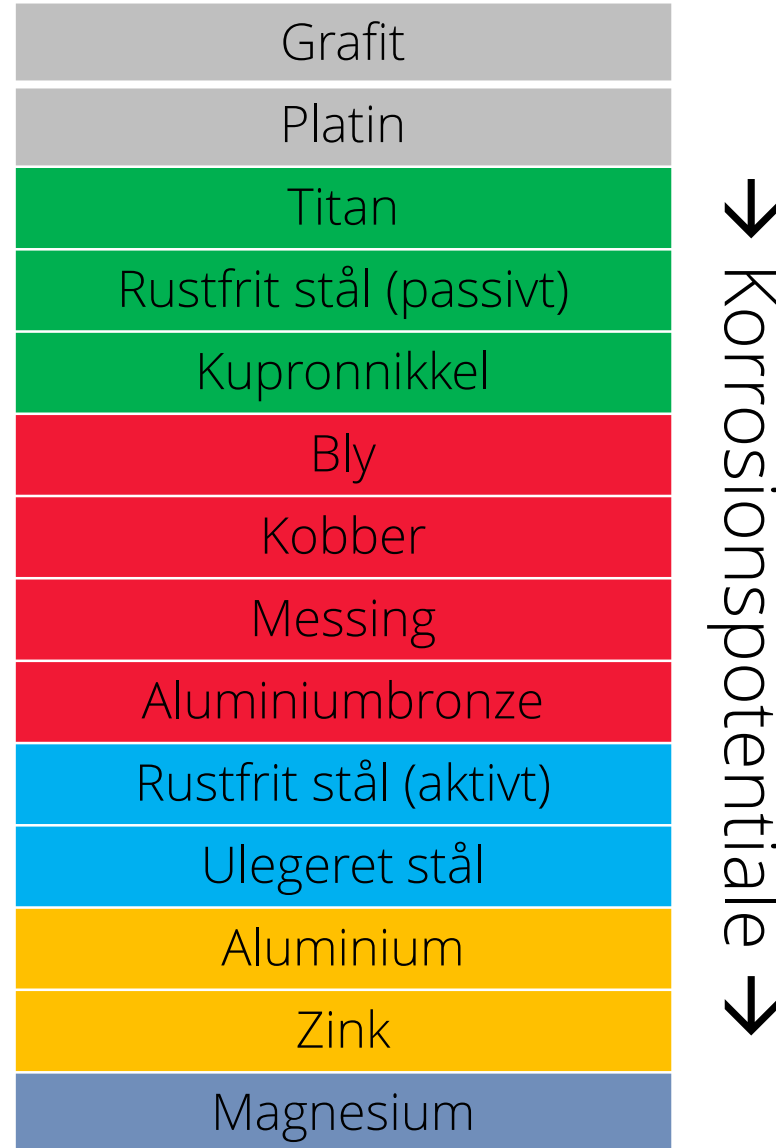 Grafit
Platin
Titan
Rustfrit stål (passivt)
Kupronnikkel
Bly
Kobber
Messing
Aluminiumbronze
Rustfrit stål (aktivt)
Ulegeret stål
Aluminium
Zink
Magnesium
→ Korrosionspotentiale →